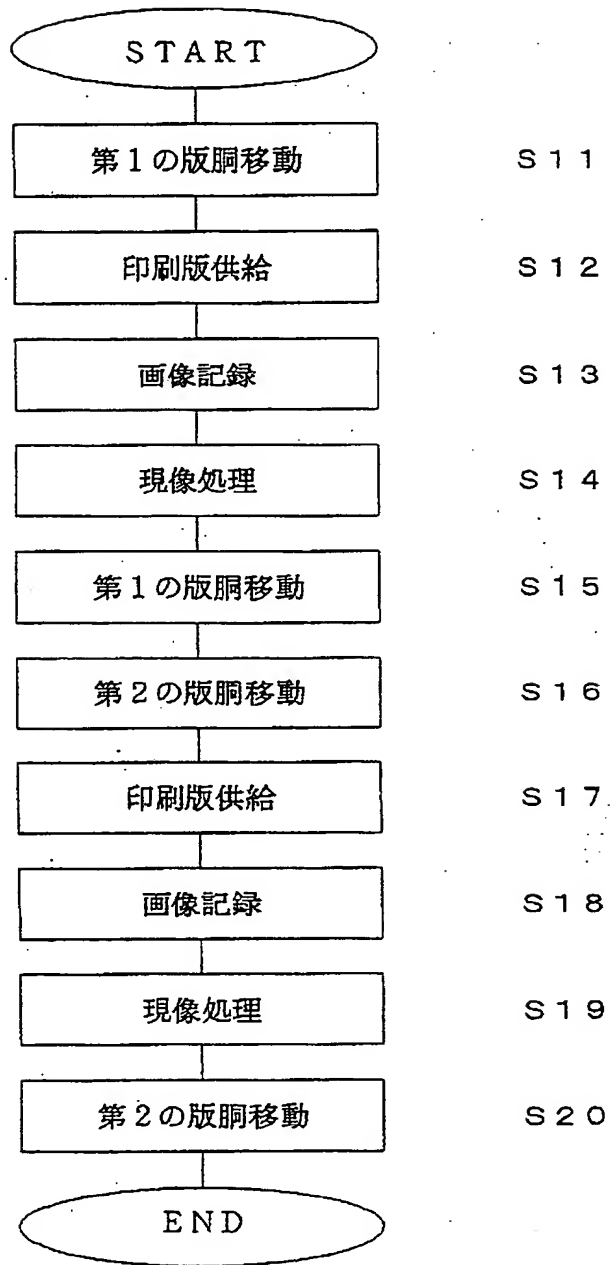 START
第1の版胴移動 S11
印刷版供給 S12
画像記録 S13
現像処理 S14
第1の版胴移動 S15
第2の版胴移動 S16
印刷版供給 S17
画像記録 S18
現像処理 S19
第2の版胴移動 S20
END